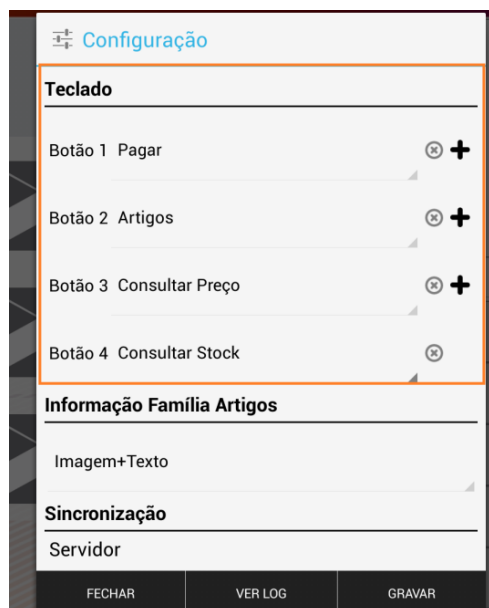 Configuração
Teclado
Botão 1 Pagar
Botão 2 Artigos
Botão 3 Consultar Preço
Botão 4 Consultar Stock
Informação Família Artigos
Imagem+Texto
Sincronização
Servidor
FECHAR VER LOG GRAVAR